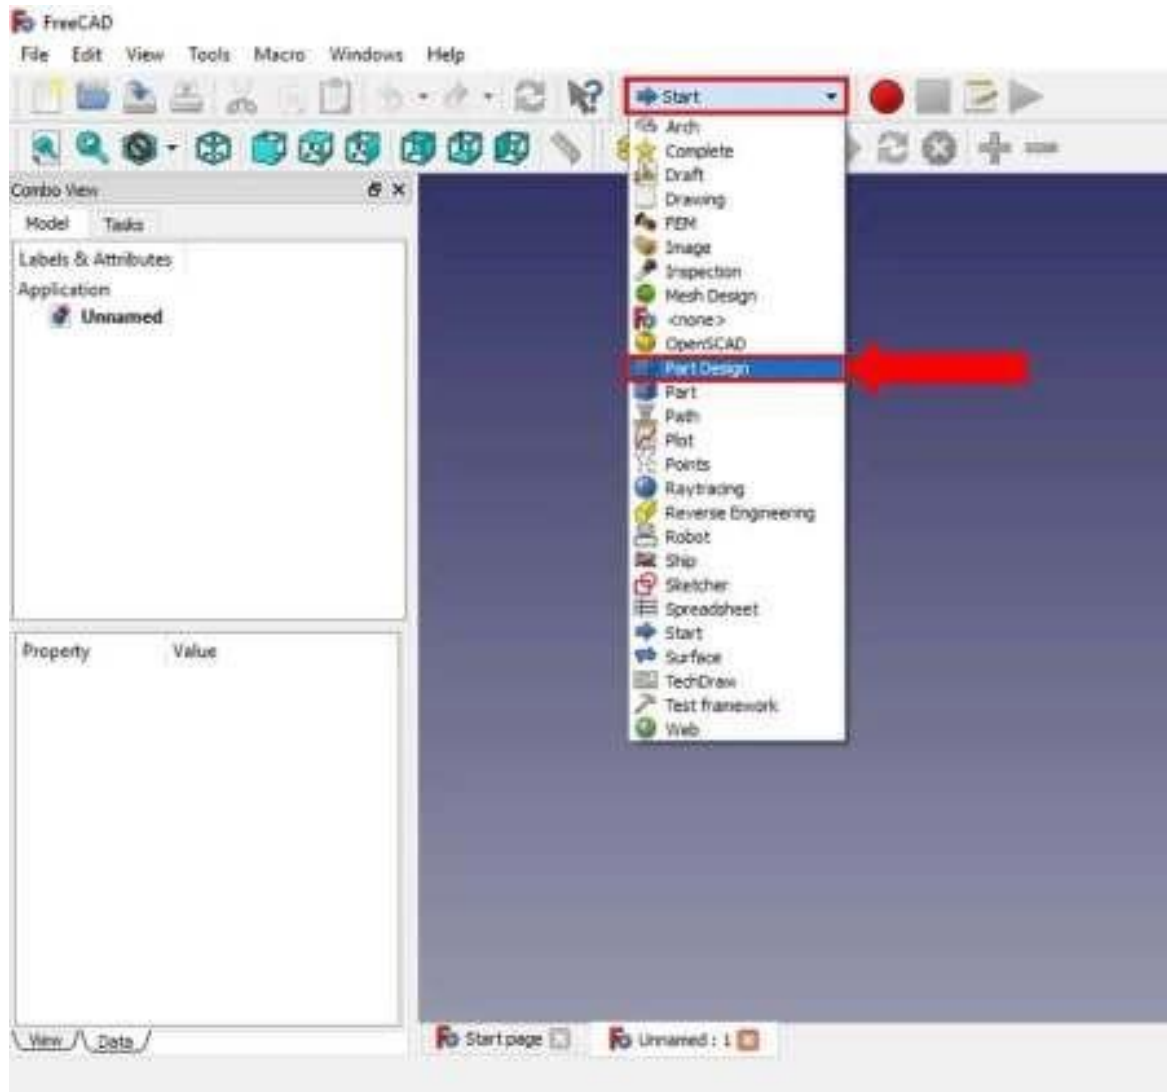 FreeCAD
File Edit View Tools Macro Windows Help
Start
Arch
Complete
Draft
Drawing
FEM
Image
Inspection
Mesh Design
<none>
OpenSCAD
Part Design
Part
Path
Plot
Points
Raytracing
Reverse Engineering
Robot
Ship
Sketcher
Spreadsheet
Start
Surface
TechDraw
Test framework
Web
Combo View
Model Tasks
Labels & Attributes
Application
Unnamed
Property Value
View Data
Start page Unnamed : 1